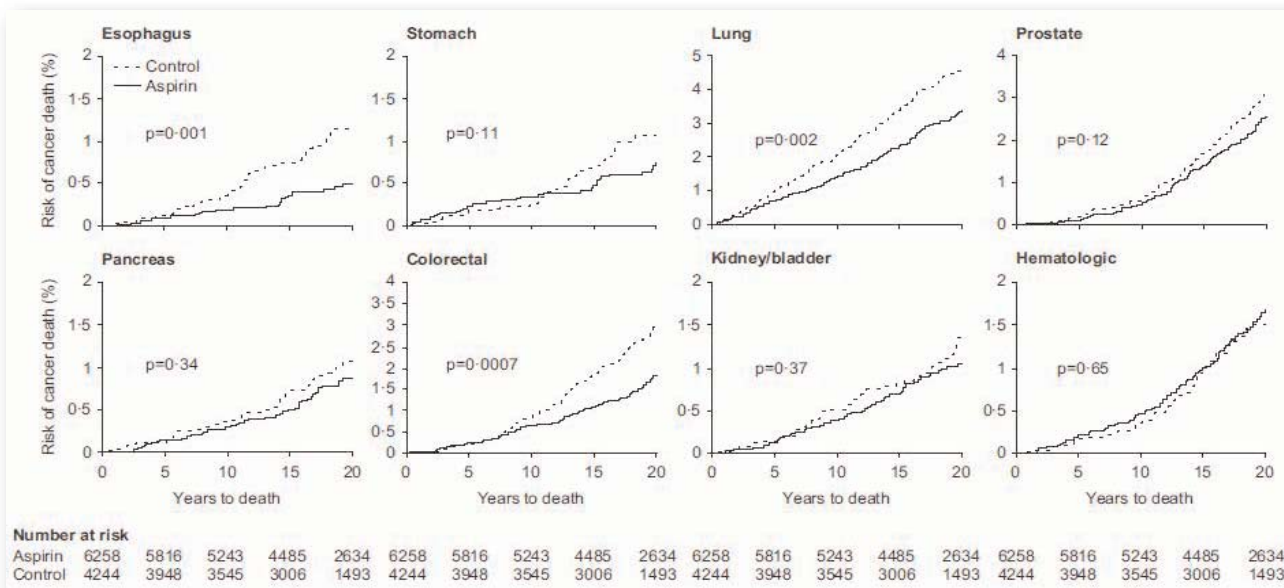 Esophagus
Risk of cancer death (%)
2
1·5
1
0·5
0
Control
Aspirin
p=0·001
Stomach
2
1·5
1
0·5
0
p=0·11
Lung
5
4
3
2
1
0
p=0·002
Prostate
4
3
2
1
0
p=0·12
Pancreas
Risk of cancer death (%)
2
1·5
1
0·5
0
p=0·34
0 5 10 15 20
Years to death
Colorectal
4
3·5
3
2·5
2
1·5
1
0·5
0
p=0·0007
0 5 10 15 20
Years to death
Kidney/bladder
2
1·5
1
0·5
0
p=0·37
0 5 10 15 20
Years to death
Hematologic
2
1·5
1
0·5
0
p=0·65
0 5 10 15 20
Years to death
Number at risk
Aspirin 6258 5816 5243 4485 2634 6258 5816 5243 4485 2634 6258 5816 5243 4485 2634 6258 5816 5243 4485 2634
Control 4244 3948 3545 3006 1493 4244 3948 3545 3006 1493 4244 3948 3545 3006 1493 4244 3948 3545 3006 1493